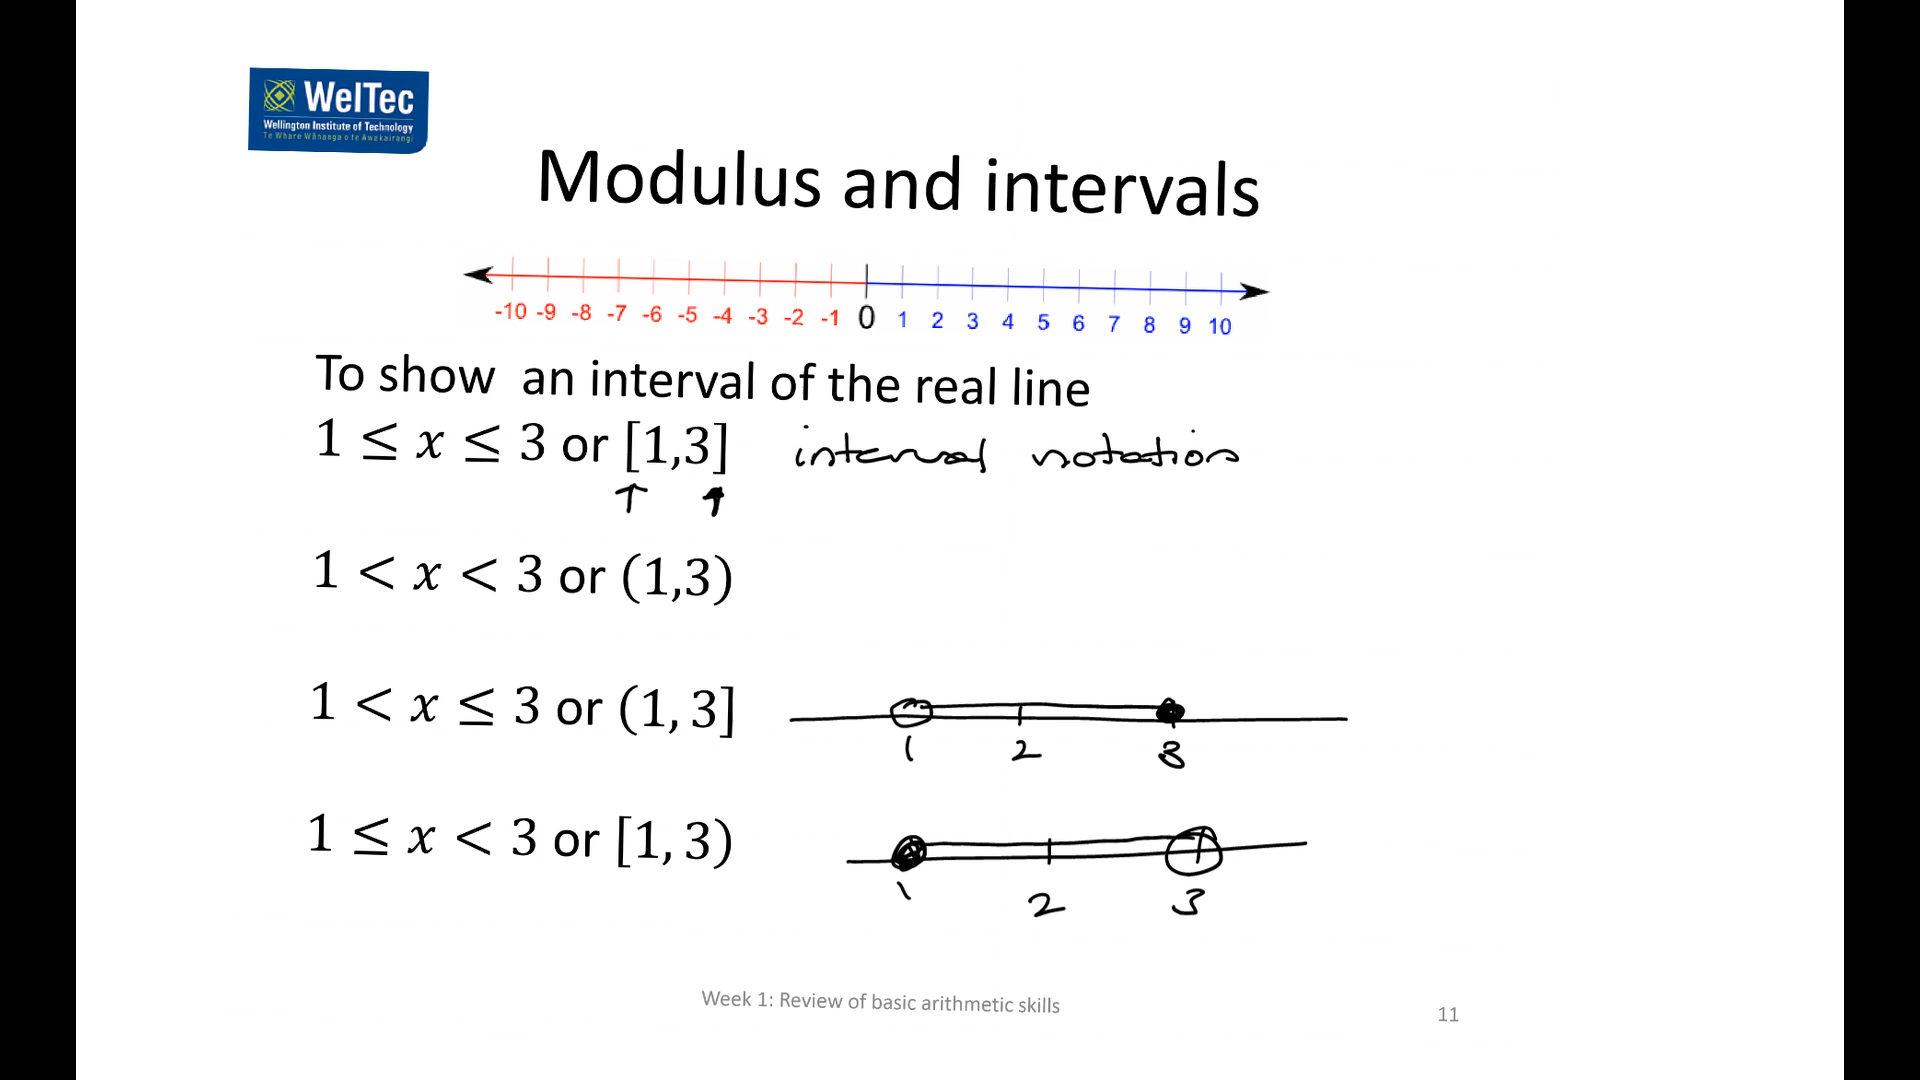 WelTec
Wellington Institute of Technology
Te Whare Wānanga o te Awakairangi
Modulus and intervals
-10 -9 -8 -7 -6 -5 -4 -3 -2 -1 0 1 2 3 4 5 6 7 8 9 10
To show an interval of the real line
1 ≤ x ≤ 3 or [1,3] interval notation
1 < x < 3 or (1,3)
1 < x ≤ 3 or (1, 3]
1 2 3
1 ≤ x < 3 or [1, 3)
1 2 3
Week 1: Review of basic arithmetic skills
11